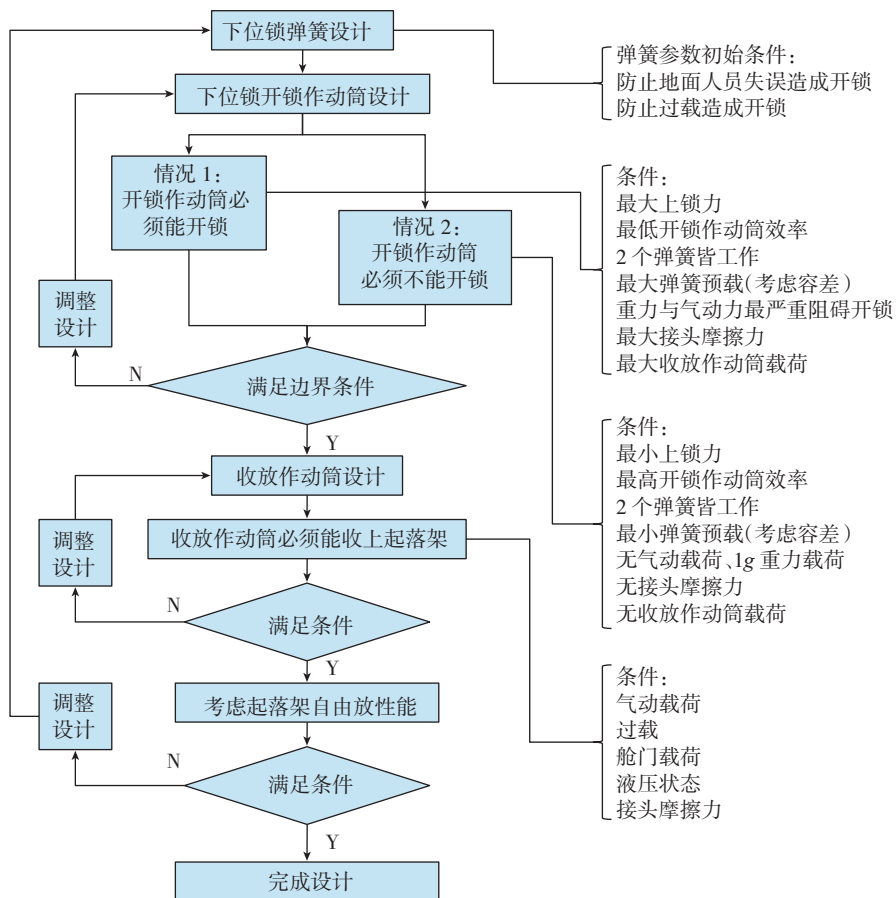 下位锁弹簧设计
下位锁开锁作动筒设计
情况 1：
开锁作动筒必
须能开锁
情况 2：
开锁作动筒
必须不能开锁
调整
设计
N
满足边界条件
Y
收放作动筒设计
收放作动筒必须能收上起落架
调整
设计
N
满足条件
Y
考虑起落架自由放性能
调整
设计
N
满足条件
Y
完成设计
弹簧参数初始条件：
防止地面人员失误造成开锁
防止过载造成开锁
条件：
最大上锁力
最低开锁作动筒效率
2 个弹簧皆工作
最大弹簧预载(考虑容差)
重力与气动力最严重阻碍开锁
最大接头摩擦力
最大收放作动筒载荷
条件：
最小上锁力
最高开锁作动筒效率
2 个弹簧皆工作
最小弹簧预载(考虑容差)
无气动载荷、1g 重力载荷
无接头摩擦力
无收放作动筒载荷
条件：
气动载荷
过载
舱门载荷
液压状态
接头摩擦力